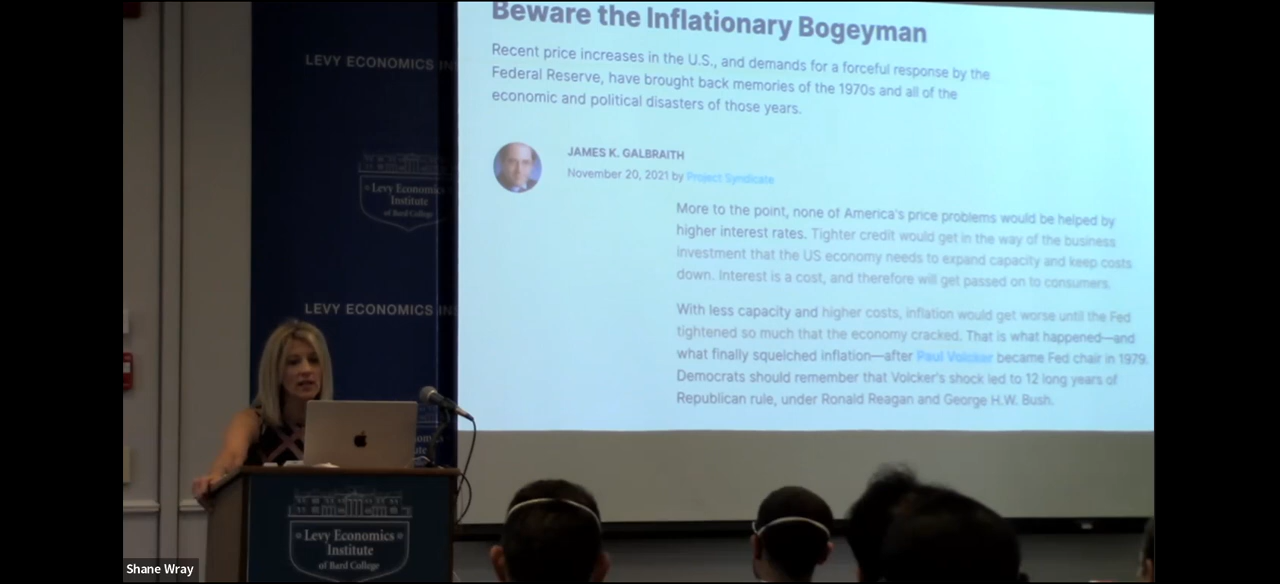 Beware the Inflationary Bogeyman
Recent price increases in the U.S., and demands for a forceful response by the
Federal Reserve, have brought back memories of the 1970s and all of the
economic and political disasters of those years.
JAMES K. GALBRAITH
November 20, 2021 by Project Syndicate
More to the point, none of America's price problems would be helped by
higher interest rates. Tighter credit would get in the way of the business
investment that the US economy needs to expand capacity and keep costs
down. Interest is a cost, and therefore will get passed on to consumers.
With less capacity and higher costs, inflation would get worse until the Fed
tightened so much that the economy cracked. That is what happened—and
what finally squelched inflation—after Paul Volcker became Fed chair in 1979.
Democrats should remember that Volcker's shock led to 12 long years of
Republican rule, under Ronald Reagan and George H.W. Bush.
LEVY ECONOMICS IN
Levy Economics
Institute
of Bard College
LEVY ECONOMICS IN
Levy Economics
Institute
of Bard College
Shane Wray